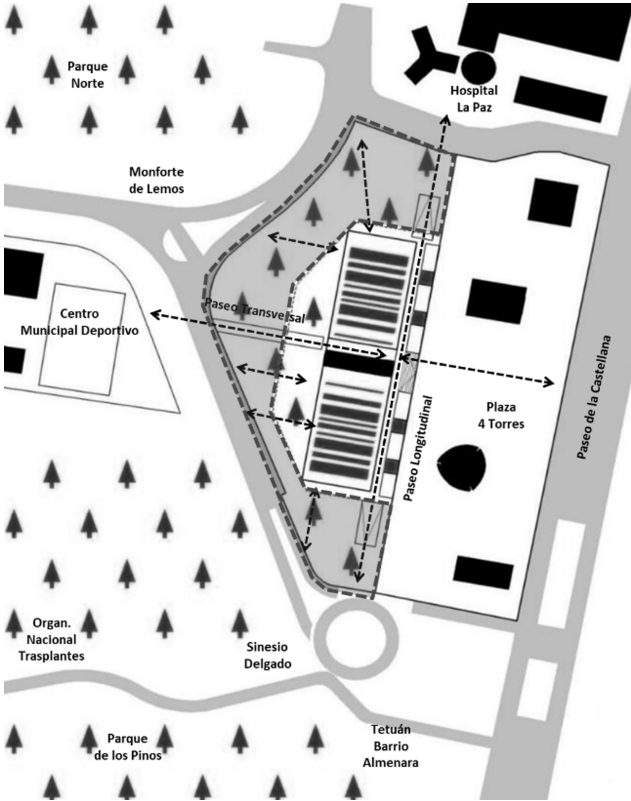 Parque
Norte
Hospital
La Paz
Monforte
de Lemos
Paseo Transversal
Centro
Municipal Deportivo
Paseo de la Castellana
Plaza
4 Torres
Paseo Longitudinal
Organ.
Nacional
Trasplantes
Sinesio
Delgado
Parque
de los Pinos
Tetuán
Barrio
Almenara